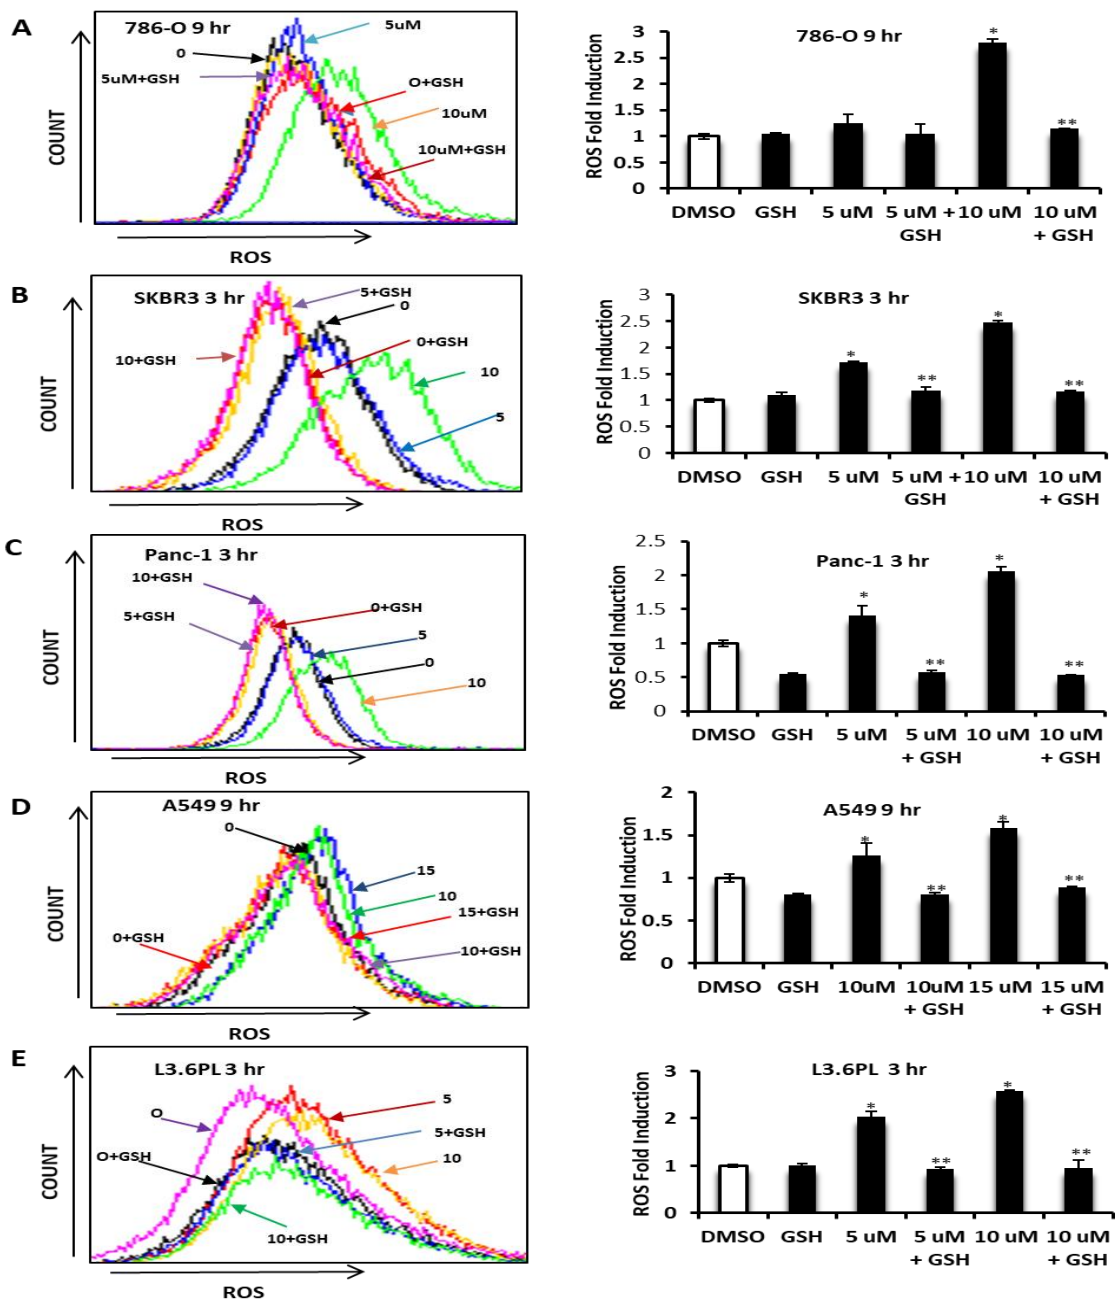 A
786-O 9 hr
5uM
0
5uM+GSH
O+GSH
10uM
10uM+GSH
COUNT
ROS
786-O 9 hr
ROS Fold Induction
3
2.5
2
1.5
1
0.5
0
*
**
DMSO GSH 5 uM 5 uM +10 uM 10 uM
GSH + GSH
B
SKBR3 3 hr
5+GSH
0
0+GSH
10+GSH
10
5
COUNT
ROS
SKBR3 3 hr
ROS Fold Induction
3
2.5
2
1.5
1
0.5
0
*
**
*
**
DMSO GSH 5 uM 5 uM +10 uM 10 uM
GSH + GSH
C
Panc-1 3 hr
10+GSH
0+GSH
5+GSH
5
0
10
COUNT
ROS
Panc-1 3 hr
ROS Fold Induction
2.5
2
1.5
1
0.5
0
*
**
*
**
DMSO GSH 5 uM 5 uM 10 uM 10 uM
+ GSH + GSH
D
A549 9 hr
0
15
10
15+GSH
0+GSH
10+GSH
COUNT
ROS
A549 9 hr
ROS Fold Induction
2
1.5
1
0.5
0
*
**
*
**
DMSO GSH 10uM 10uM 15 uM 15 uM
+ GSH + GSH
E
L3.6PL 3 hr
O
5
5+GSH
O+GSH
10
10+GSH
COUNT
ROS
L3.6PL 3 hr
ROS Fold Induction
3
2
1
0
*
**
*
**
DMSO GSH 5 uM 5 uM 10 uM 10 uM
+ GSH + GSH